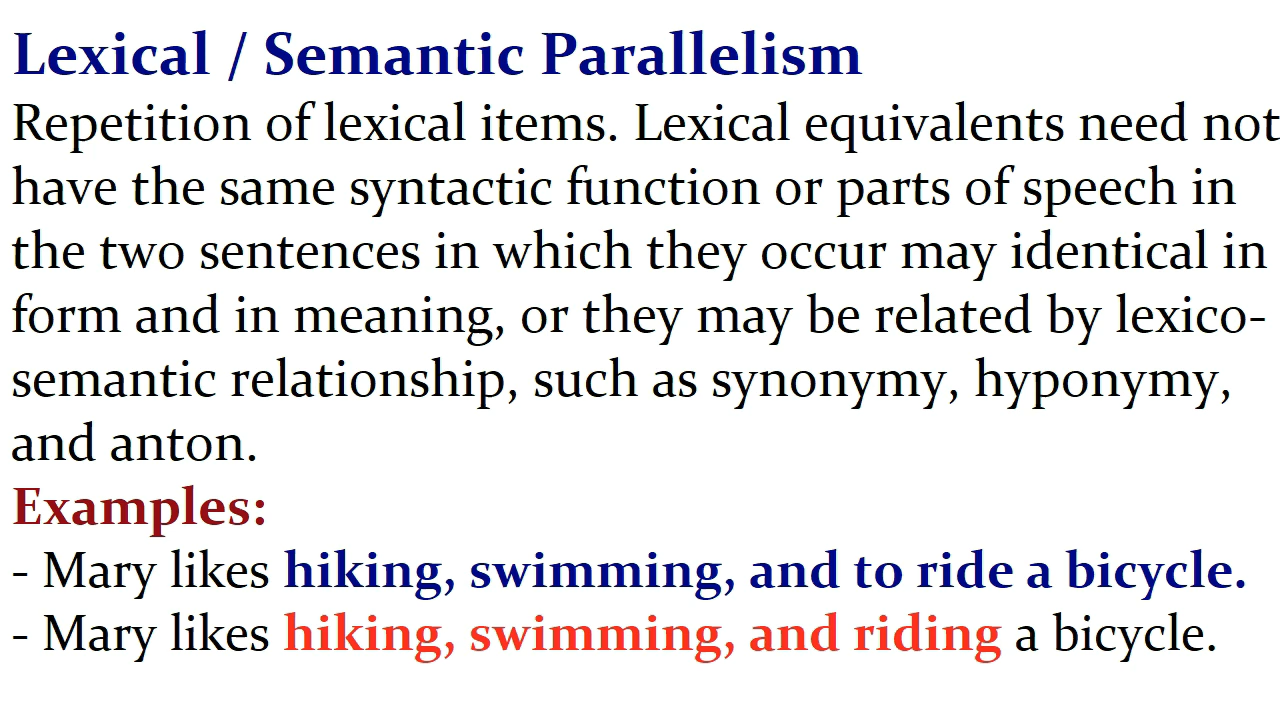 Lexical / Semantic Parallelism
Repetition of lexical items. Lexical equivalents need not
have the same syntactic function or parts of speech in
the two sentences in which they occur may identical in
form and in meaning, or they may be related by lexico-
semantic relationship, such as synonymy, hyponymy,
and anton.
Examples:
- Mary likes hiking, swimming, and to ride a bicycle.
- Mary likes hiking, swimming, and riding a bicycle.